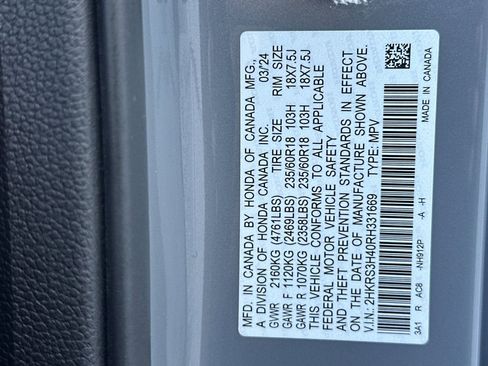 MFD. IN CANADA BY HONDA OF CANADA MFG.,
A DIVISION OF HONDA CANADA INC. 03/24
GVWR 2160KG (4761LBS) TIRE SIZE RIM SIZE
GAWR F 1120KG (2469LBS) 235/60R18 103H 18X7.5J
GAWR R 1070KG (2358LBS) 235/60R18 103H 18X7.5J
THIS VEHICLE CONFORMS TO ALL APPLICABLE
FEDERAL MOTOR VEHICLE SAFETY
AND THEFT PREVENTION STANDARDS IN EFFECT
ON THE DATE OF MANUFACTURE SHOWN ABOVE.
V.I.N.: 2HKRS3H40RH331669 TYPE: MPV
3A1 R AC8 -NH912P -A -H MADE IN CANADA